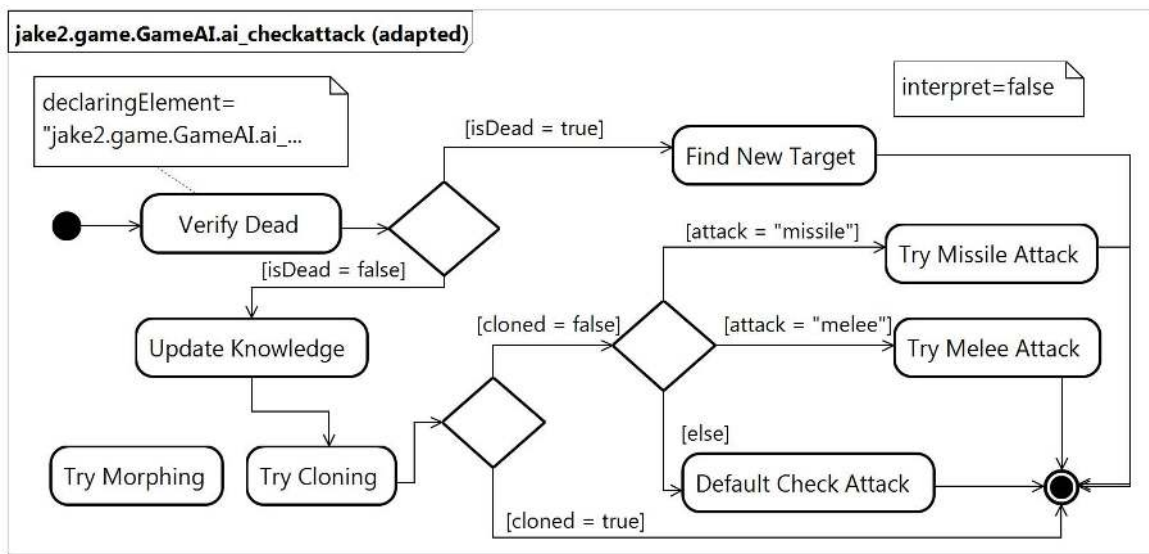 jake2.game.GameAI.ai_checkattack (adapted)
declaringElement=
"jake2.game.GameAI.ai_...
interpret=false
[isDead = true]
Find New Target
Verify Dead
[isDead = false]
[attack = "missile"]
Try Missile Attack
Update Knowledge
[cloned = false]
[attack = "melee"]
Try Melee Attack
[else]
Try Morphing
Try Cloning
Default Check Attack
[cloned = true]